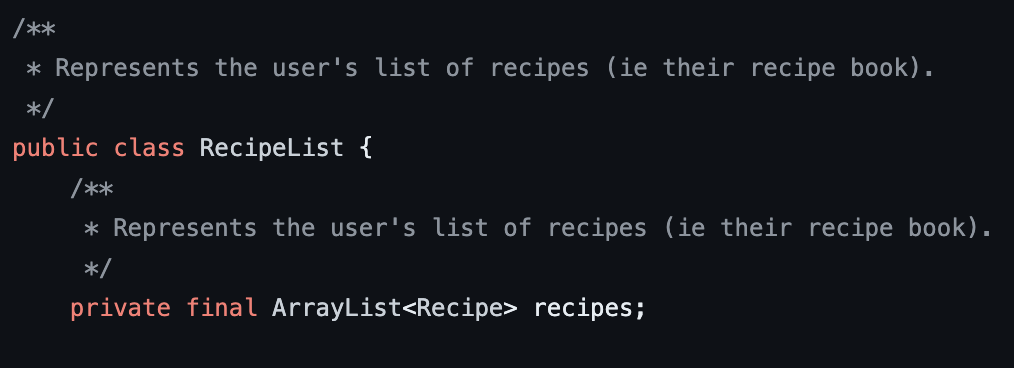 /**
 * Represents the user's list of recipes (ie their recipe book).
 */
public class RecipeList {
    /**
     * Represents the user's list of recipes (ie their recipe book).
     */
    private final ArrayList<Recipe> recipes;